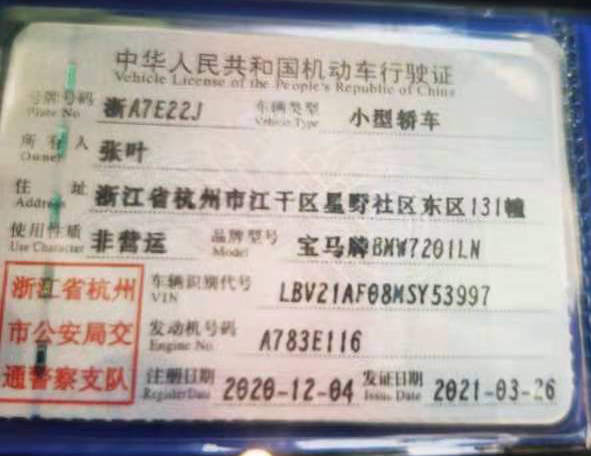 中华人民共和国机动车行驶证
Vehicle License of the People's Republic of China
号牌号码 浙A7E22J 车辆类型 小型轿车
Plate No. Vehicle Type
所有人 张叶
Owner
住址 浙江省杭州市江干区星野社区东区131幢
Address
使用性质 非营运 品牌型号 宝马牌BMW7201LN
Use Character Model
浙江省杭州 车辆识别代号 LBV21AF08MSY53997
VIN
市公安局交 发动机号码 A783E116
Engine No.
通警察支队 注册日期 2020-12-04 发证日期 2021-03-26
Register Date Issue Date